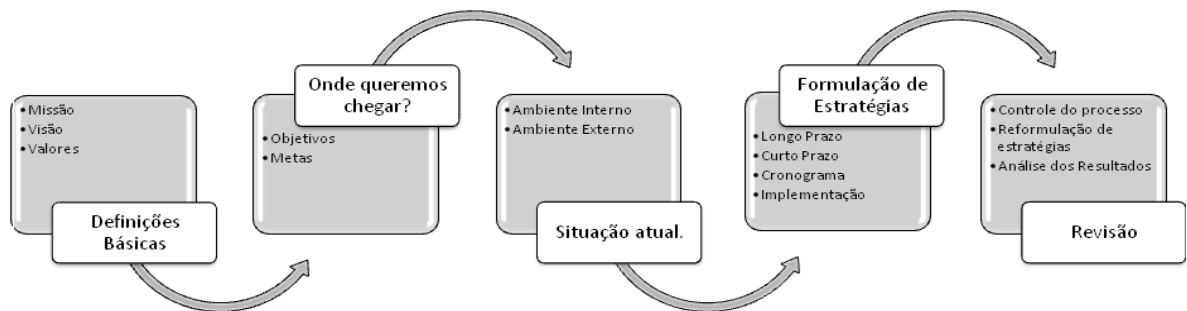 • Missão
• Visão
• Valores
Definições
Básicas
Onde queremos
chegar?
• Objetivos
• Metas
• Ambiente Interno
• Ambiente Externo
Situação atual.
Formulação de
Estratégias
• Longo Prazo
• Curto Prazo
• Cronograma
• Implementação
• Controle do processo
• Reformulação de
estratégias
• Análise dos Resultados
Revisão